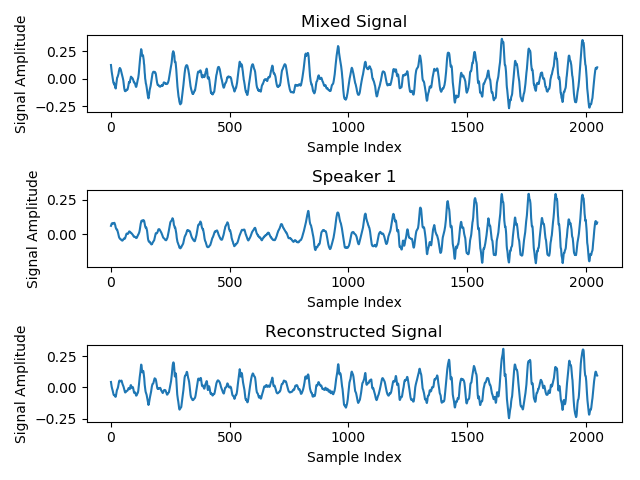 Mixed Signal
Signal Amplitude
0.25
0.00
−0.25
0 500 1000 1500 2000
Sample Index
Speaker 1
Signal Amplitude
0.25
0.00
0 500 1000 1500 2000
Sample Index
Reconstructed Signal
Signal Amplitude
0.25
0.00
−0.25
0 500 1000 1500 2000
Sample Index